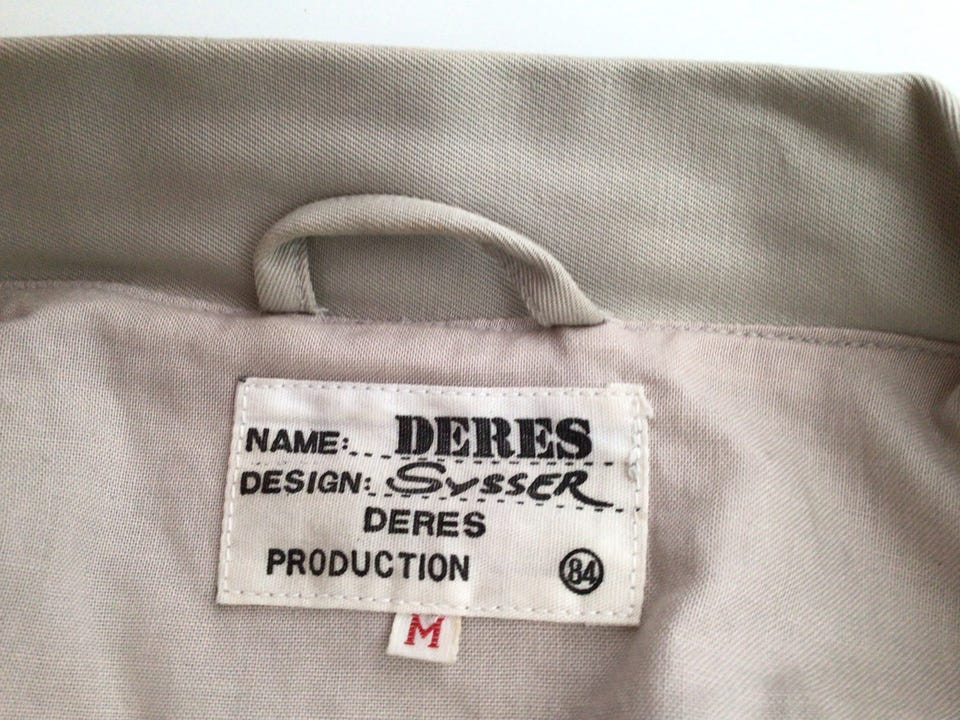 NAME: DERES
DESIGN: SYSSER
DERES
PRODUCTION 84
M